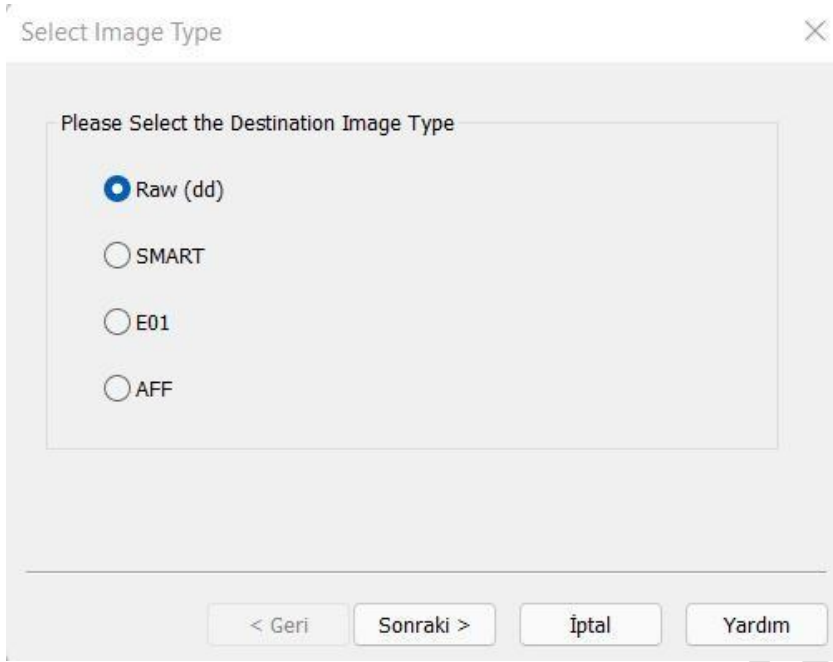 Select Image Type
Please Select the Destination Image Type
Raw (dd)
SMART
E01
AFF
< Geri Sonraki > İptal Yardım